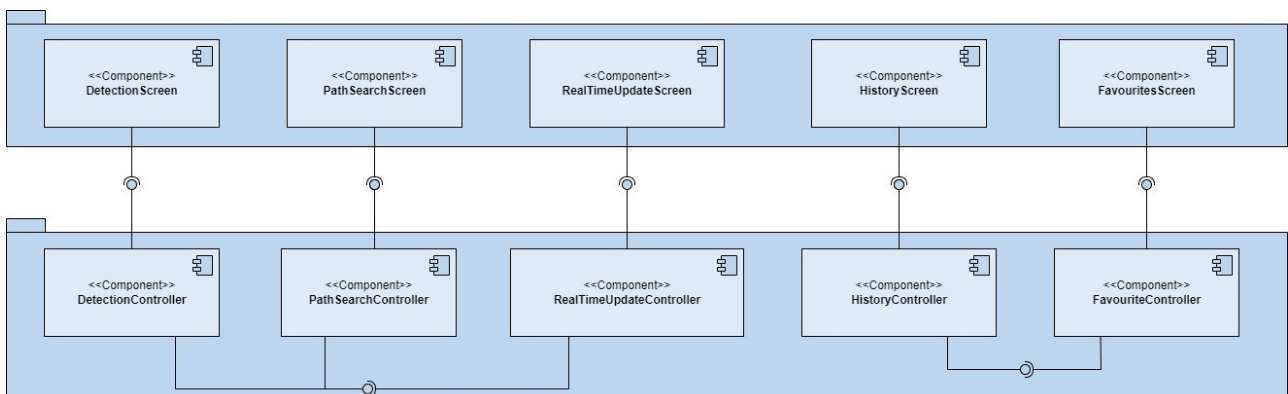 <<Component>>
DetectionScreen
<<Component>>
PathSearchScreen
<<Component>>
RealTimeUpdateScreen
<<Component>>
HistoryScreen
<<Component>>
FavouritesScreen
<<Component>>
DetectionController
<<Component>>
PathSearchController
<<Component>>
RealTimeUpdateController
<<Component>>
HistoryController
<<Component>>
FavouriteController